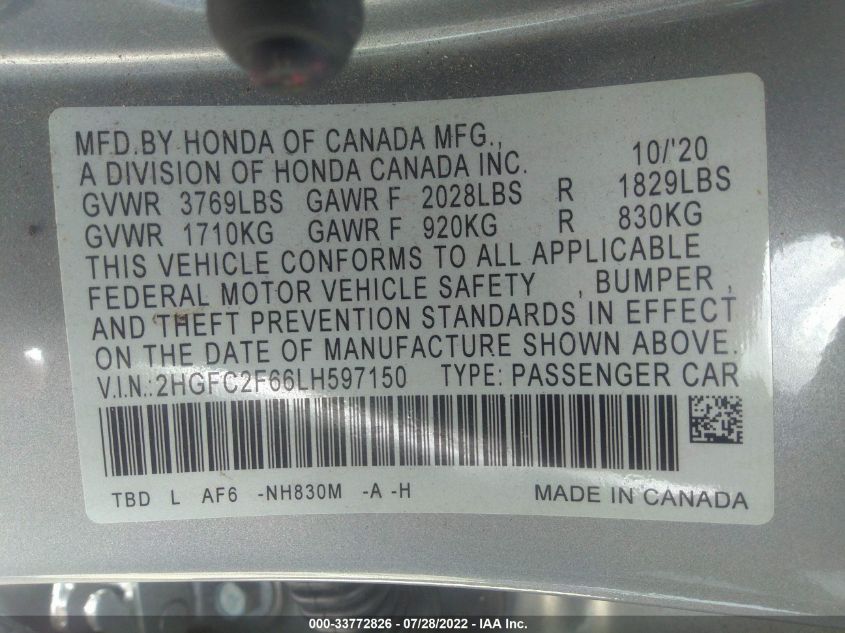 MFD.BY HONDA OF CANADA MFG.,
A DIVISION OF HONDA CANADA INC. 10/'20
GVWR 3769LBS GAWR F 2028LBS R 1829LBS
GVWR 1710KG GAWR F 920KG R 830KG
THIS VEHICLE CONFORMS TO ALL APPLICABLE
FEDERAL MOTOR VEHICLE SAFETY , BUMPER ,
AND THEFT PREVENTION STANDARDS IN EFFECT
ON THE DATE OF MANUFACTURE SHOWN ABOVE.
V.I.N.: 2HGFC2F66LH597150 TYPE: PASSENGER CAR
TBD L AF6 -NH830M -A -H MADE IN CANADA
000-33772826 - 07/28/2022 - IAA Inc.